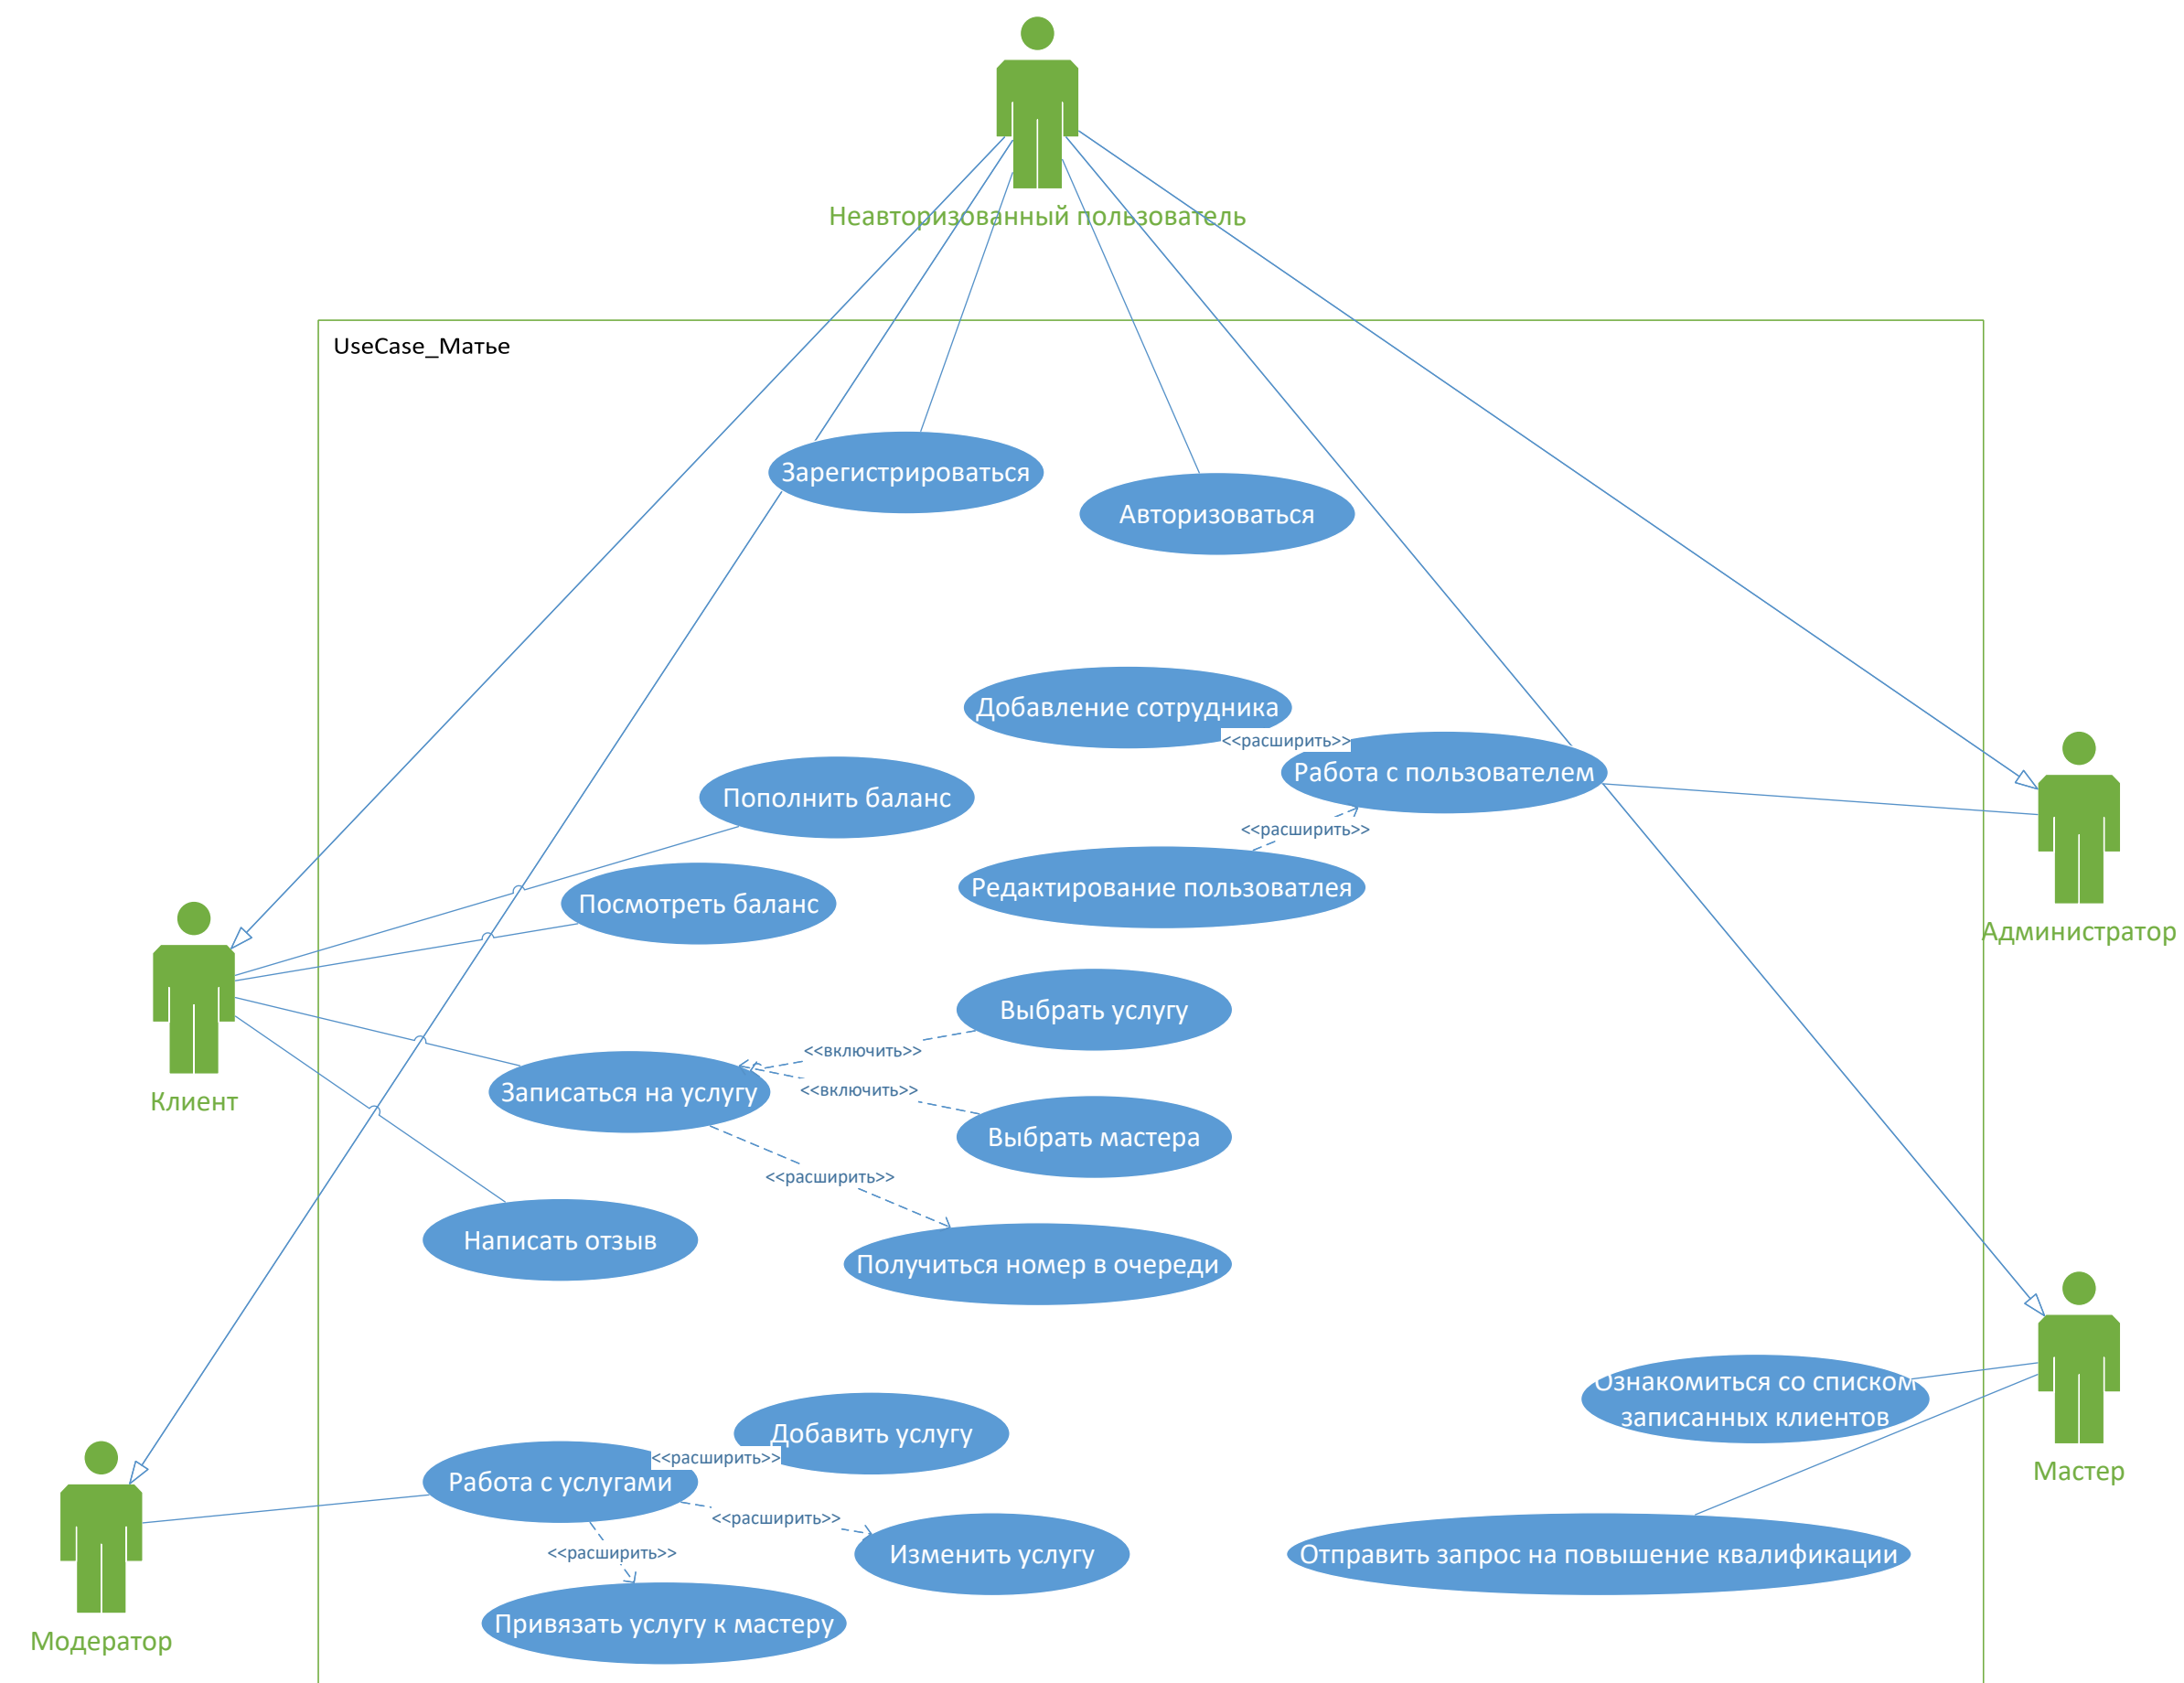 Неавторизованный пользователь
UseCase_Матье
Зарегистрироваться
Авторизоваться
Добавление сотрудника
<<расширить>>
Работа с пользователем
Пополнить баланс
<<расширить>>
Редактирование пользоватлея
Посмотреть баланс
Администратор
Выбрать услугу
<<включить>>
Записаться на услугу
<<включить>>
Клиент
Выбрать мастера
<<расширить>>
Написать отзыв
Получиться номер в очереди
Ознакомиться со списком
записанных клиентов
Добавить услугу
<<расширить>>
Работа с услугами
Мастер
<<расширить>>
<<расширить>>
Изменить услугу
Отправить запрос на повышение квалификации
Привязать услугу к мастеру
Модератор